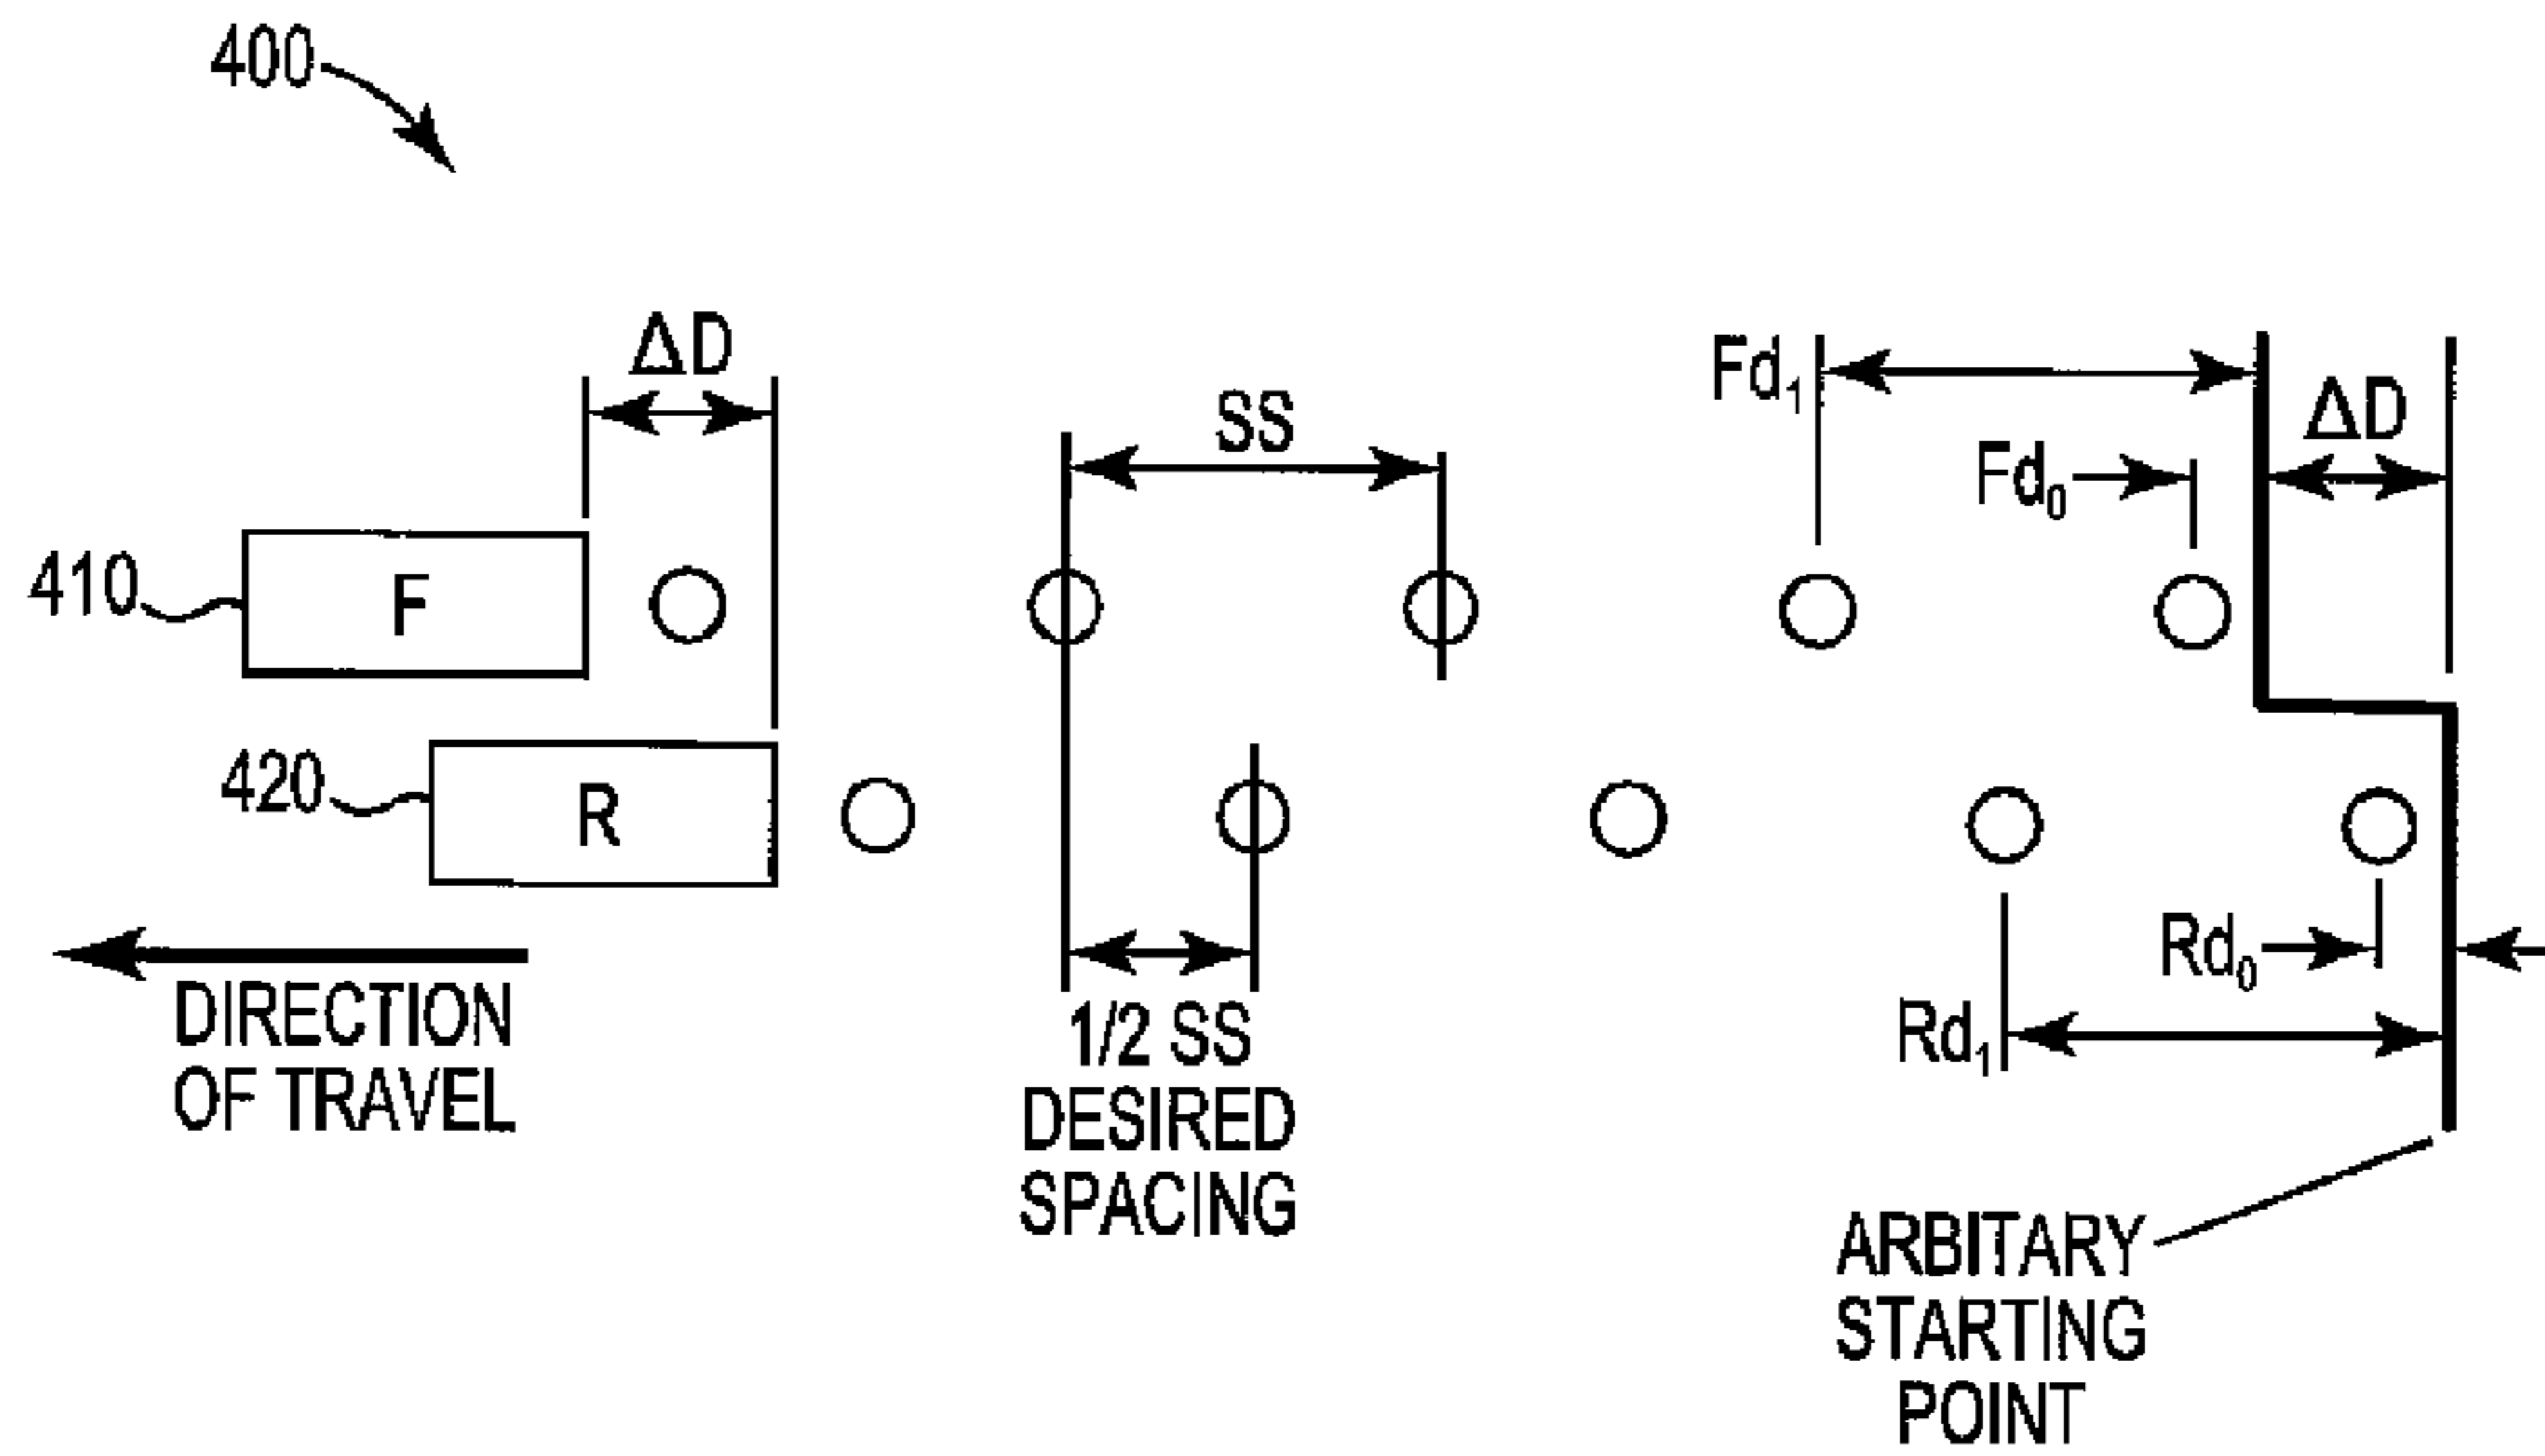 400
ΔD
SS
Fd₁
Fd₀
ΔD
410
F
420
R
DIRECTION
OF TRAVEL
1/2 SS
DESIRED
SPACING
Rd₀
Rd₁
ARBITARY
STARTING
POINT